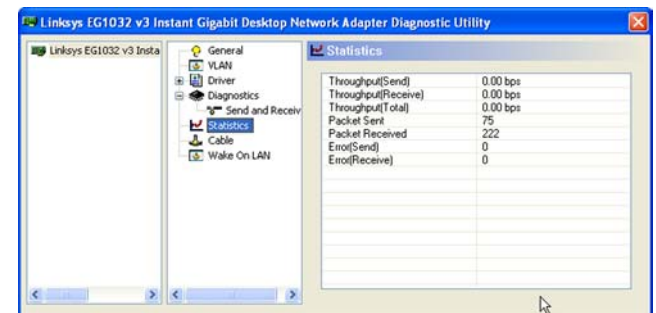 Linksys EG1032 v3 Instant Gigabit Desktop Network Adapter Diagnostic Utility
Linksys EG1032 v3 Insta
General
VLAN
Driver
Diagnostics
Send and Receiv
Statistics
Cable
Wake On LAN
Statistics
Throughput(Send) 0.00 bps
Throughput(Receive) 0.00 bps
Throughput(Total) 0.00 bps
Packet Sent 75
Packet Received 222
Error(Send) 0
Error(Receive) 0